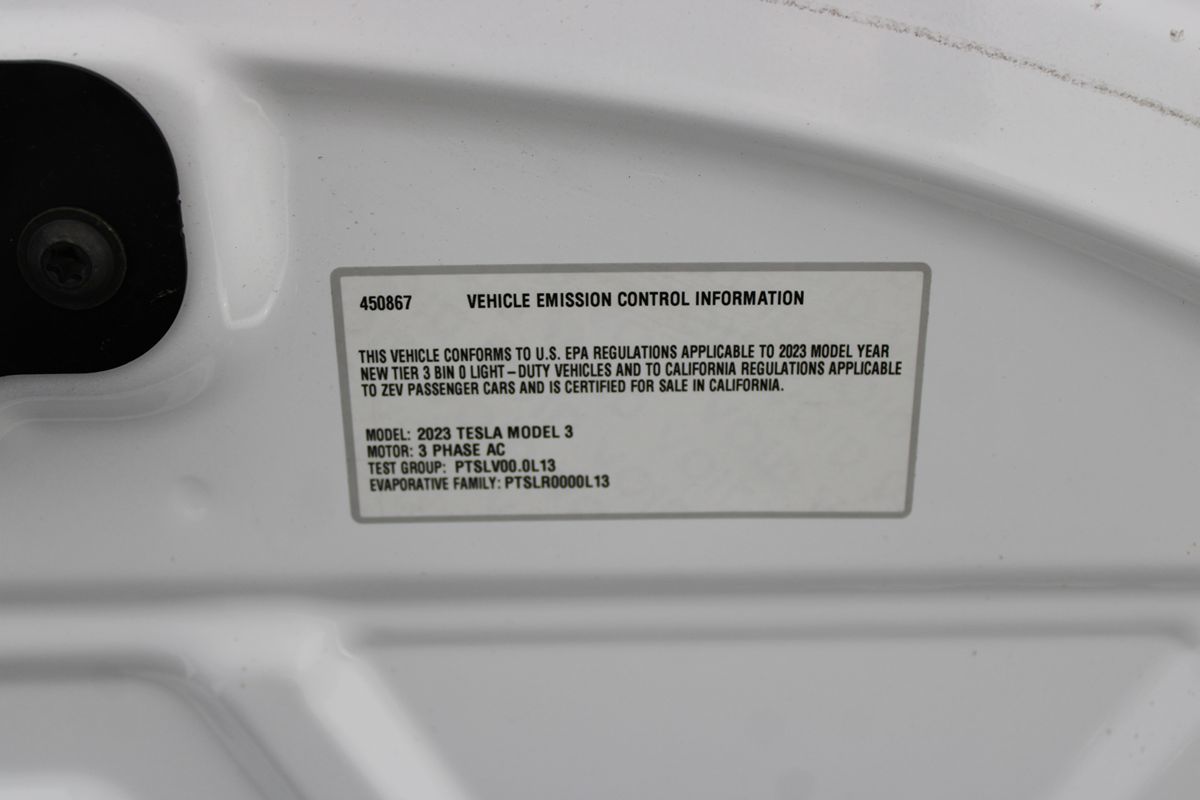 450867 VEHICLE EMISSION CONTROL INFORMATION
THIS VEHICLE CONFORMS TO U.S. EPA REGULATIONS APPLICABLE TO 2023 MODEL YEAR
NEW TIER 3 BIN 0 LIGHT–DUTY VEHICLES AND TO CALIFORNIA REGULATIONS APPLICABLE
TO ZEV PASSENGER CARS AND IS CERTIFIED FOR SALE IN CALIFORNIA.
MODEL: 2023 TESLA MODEL 3
MOTOR: 3 PHASE AC
TEST GROUP: PTSLV00.0L13
EVAPORATIVE FAMILY: PTSLR0000L13